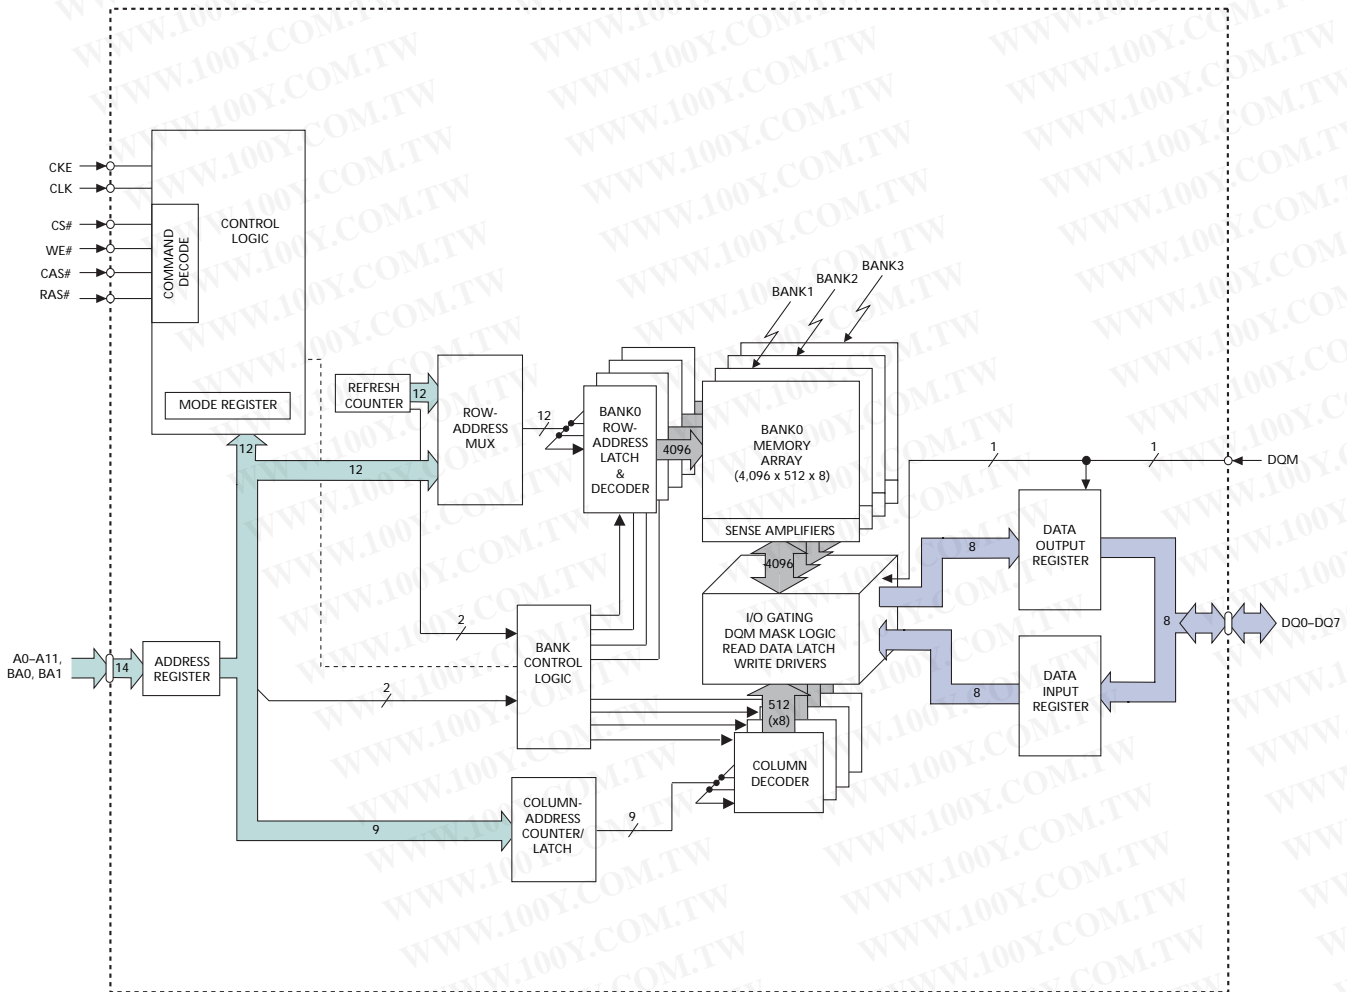 WWW.100Y.COM.TW
CKE
CLK
CS#
WE#
CAS#
RAS#
COMMAND
DECODE
CONTROL
LOGIC
MODE REGISTER
BANK3
BANK2
BANK1
REFRESH
COUNTER
12
ROW-
ADDRESS
MUX
12
BANK0
ROW-
ADDRESS
LATCH
&
DECODER
4096
BANK0
MEMORY
ARRAY
(4,096 x 512 x 8)
SENSE AMPLIFIERS
4096
12
12
1
1
DQM
DATA
OUTPUT
REGISTER
8
I/O GATING
DQM MASK LOGIC
READ DATA LATCH
WRITE DRIVERS
8
DQ0–DQ7
DATA
INPUT
REGISTER
8
A0–A11,
BA0, BA1
14
ADDRESS
REGISTER
2
2
BANK
CONTROL
LOGIC
512
(x8)
COLUMN
DECODER
9
COLUMN-
ADDRESS
COUNTER/
LATCH
9